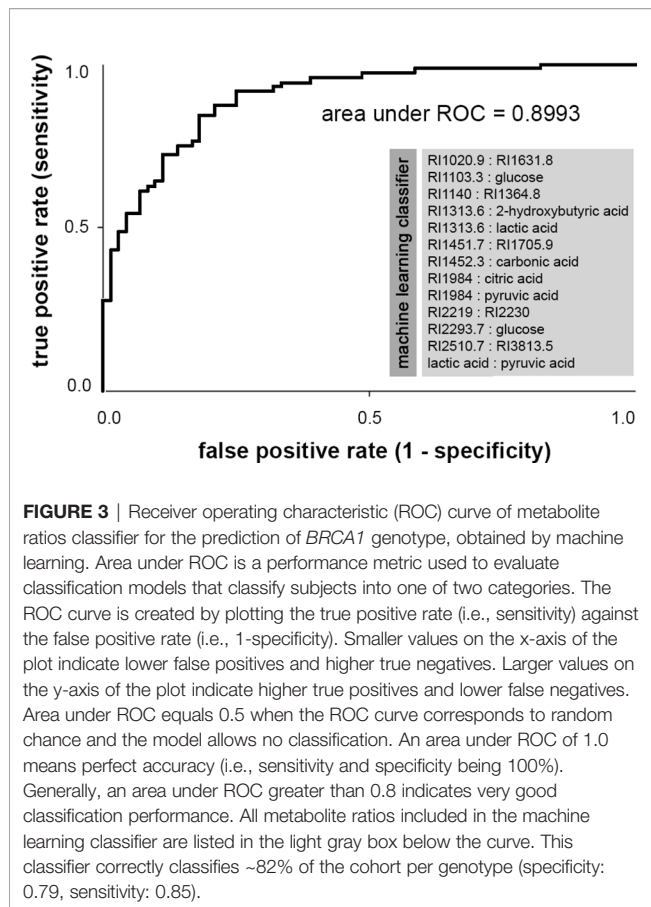 true positive rate (sensitivity)
1.0
0.5
0.0
area under ROC = 0.8993
machine learning classifier
RI1020.9 : RI1631.8
RI1103.3 : glucose
RI1140 : RI1364.8
RI1313.6 : 2-hydroxybutyric acid
RI1313.6 : lactic acid
RI1451.7 : RI1705.9
RI1452.3 : carbonic acid
RI1984 : citric acid
RI1984 : pyruvic acid
RI2219 : RI2230
RI2293.7 : glucose
RI2510.7 : RI3813.5
lactic acid : pyruvic acid
0.0 0.5 1.0
false positive rate (1 - specificity)
FIGURE 3 | Receiver operating characteristic (ROC) curve of metabolite
ratios classifier for the prediction of BRCA1 genotype, obtained by machine
learning. Area under ROC is a performance metric used to evaluate
classification models that classify subjects into one of two categories. The
ROC curve is created by plotting the true positive rate (i.e., sensitivity) against
the false positive rate (i.e., 1-specificity). Smaller values on the x-axis of the
plot indicate lower false positives and higher true negatives. Larger values on
the y-axis of the plot indicate higher true positives and lower false negatives.
Area under ROC equals 0.5 when the ROC curve corresponds to random
chance and the model allows no classification. An area under ROC of 1.0
means perfect accuracy (i.e., sensitivity and specificity being 100%).
Generally, an area under ROC greater than 0.8 indicates very good
classification performance. All metabolite ratios included in the machine
learning classifier are listed in the light gray box below the curve. This
classifier correctly classifies ~82% of the cohort per genotype (specificity:
0.79, sensitivity: 0.85).